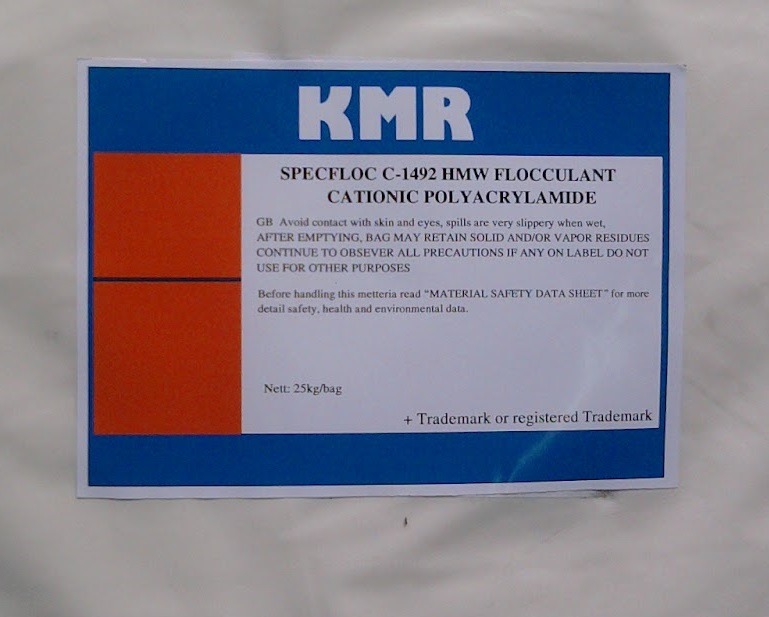 KMR
SPECFLOC C-1492 HMW FLOCCULANT
CATIONIC POLYACRYLAMIDE
GB Avoid contact with skin and eyes, spills are very slippery when wet,
AFTER EMPTYING, BAG MAY RETAIN SOLID AND/OR VAPOR RESIDUES
CONTINUE TO OBSEVER ALL PRECAUTIONS IF ANY ON LABEL DO NOT
USE FOR OTHER PURPOSES
Before handling this metteria read “MATERIAL SAFETY DATA SHEET” for more
detail safety, health and environmental data.
Nett: 25kg/bag
+ Trademark or registered Trademark